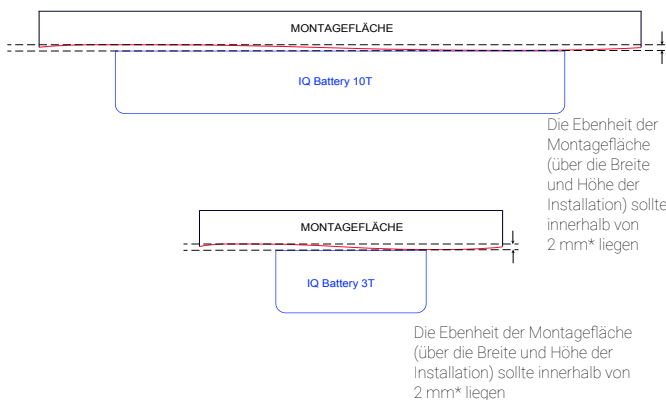 MONTAGEFLÄCHE
IQ Battery 10T
Die Ebenheit der
Montagefläche
(über die Breite
und Höhe der
Installation) sollte
innerhalb von
2 mm* liegen
MONTAGEFLÄCHE
IQ Battery 3T
Die Ebenheit der Montagefläche
(über die Breite und Höhe der
Installation) sollte innerhalb von
2 mm* liegen